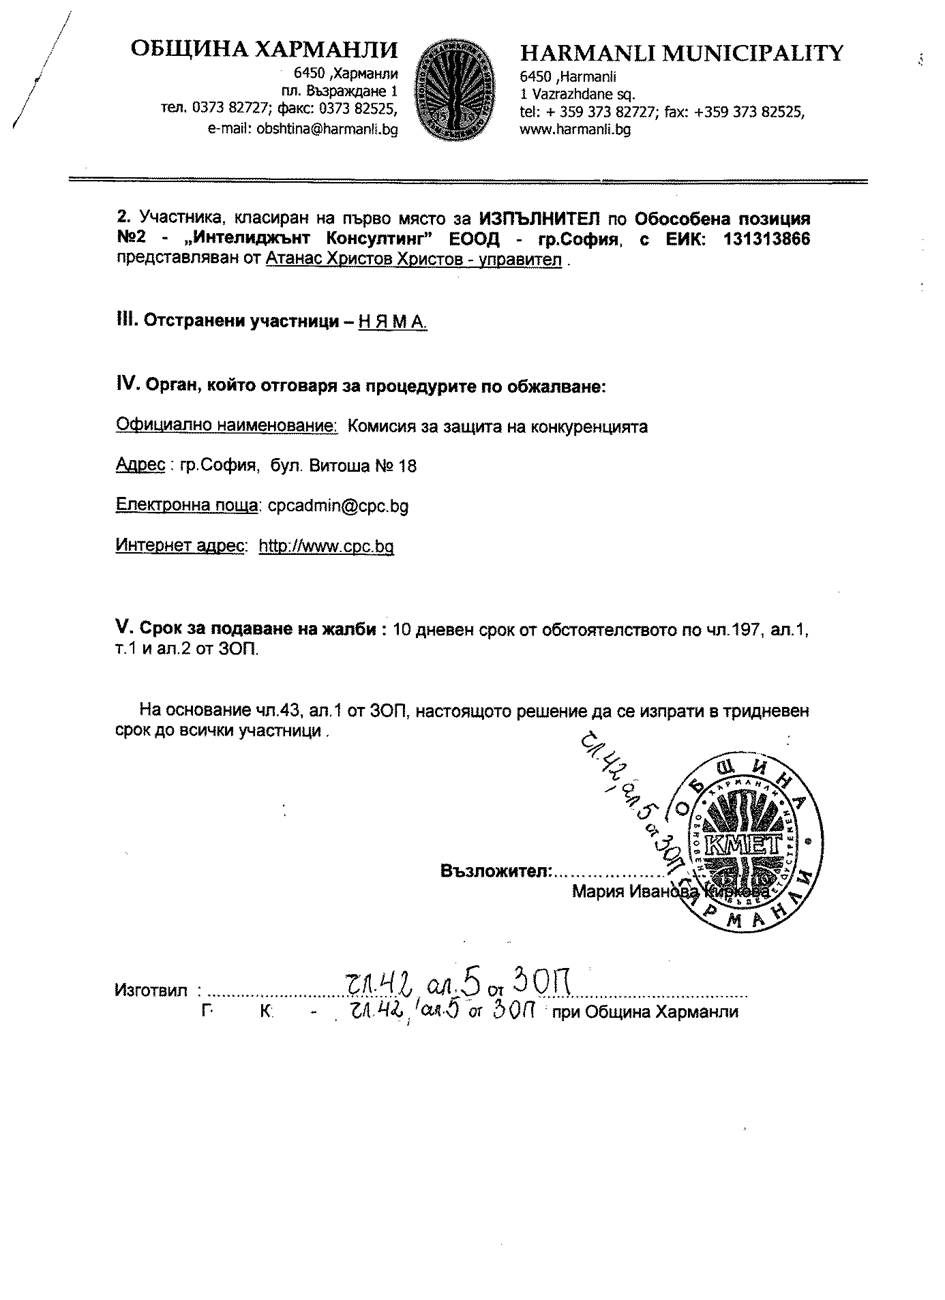 ОБЩИНА ХАРМАНЛИ
6450 ,Харманли
пл. Възраждане 1
тел. 0373 82727; факс: 0373 82525,
e-mail: obshtina@harmanli.bg
HARMANLI MUNICIPALITY
6450 ,Harmanli
1 Vazrazhdane sq.
tel: + 359 373 82727; fax: +359 373 82525,
www.harmanli.bg
2. Участника, класиран на първо място за ИЗПЪЛНИТЕЛ по Обособена позиция
№2 - „Интелиджънт Консултинг” ЕООД - гр.София, с ЕИК: 131313866
представляван от Атанас Христов Христов - управител .
III. Отстранени участници – Н Я М А.
IV. Орган, който отговаря за процедурите по обжалване:
Официално наименование: Комисия за защита на конкуренцията
Адрес : гр.София, бул. Витоша № 18
Електронна поща: cpcadmin@cpc.bg
Интернет адрес: http://www.cpc.bg
V. Срок за подаване на жалби : 10 дневен срок от обстоятелството по чл.197, ал.1,
т.1 и ал.2 от ЗОП.
На основание чл.43, ал.1 от ЗОП, настоящото решение да се изпрати в тридневен
срок до всички участници .
чл.42, ал.5 от ЗОП
ОБЩИНА ХАРМАНЛИ
ХАРМАНЛИ
КМЕТ
Възложител:......................
Мария Иванова Киркова
Изготвил : ........ чл.42 ал.5 от ЗОП ........
Г. К. - чл.42, ал.5 от ЗОП при Община Харманли